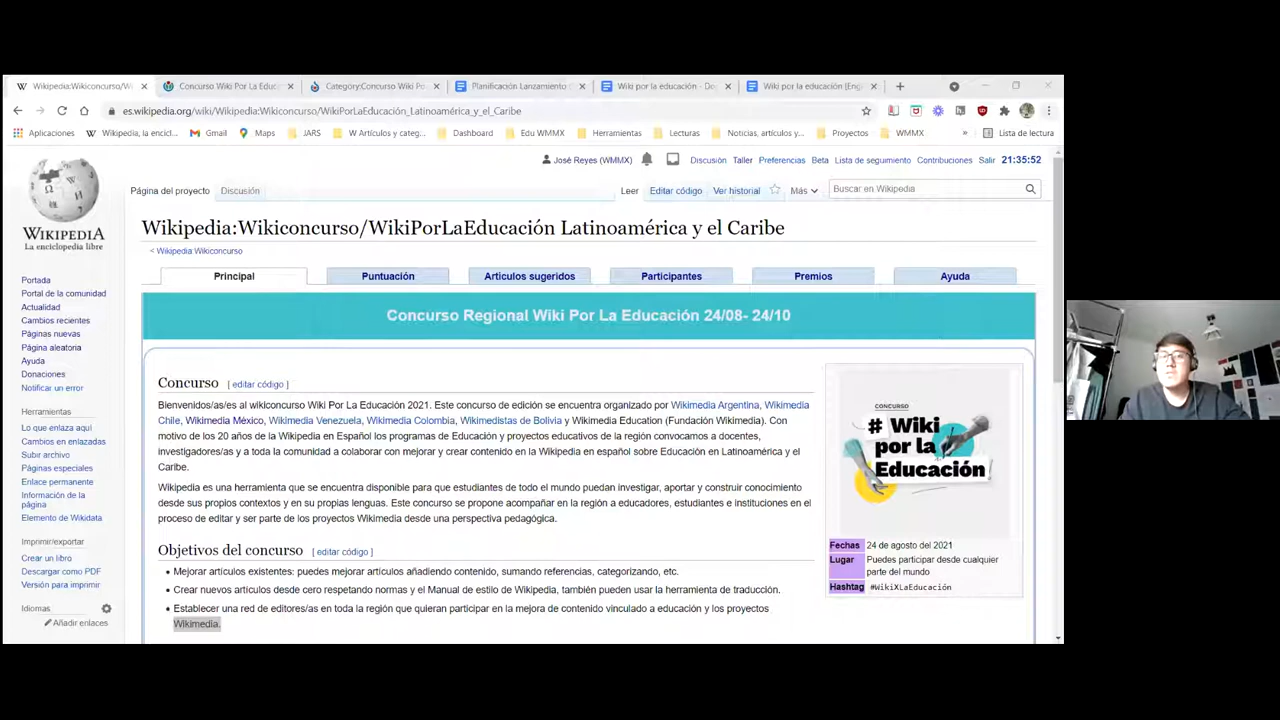 Wikipedia:Wikiconcurso/W
Concurso Wiki Por La Educ
Category:Concurso Wiki Po
Planificación Lanzamiento C
Wiki por la educación - Do
Wiki por la educación [Eng
es.wikipedia.org/wiki/Wikipedia:Wikiconcurso/WikiPorLaEducación_Latinoamérica_y_el_Caribe
Aplicaciones
Wikipedia, la encicl...
Gmail
Maps
JARS
W Artículos y categ...
Dashboard
Edu WMMX
Herramientas
Lecturas
Noticias, artículos y...
Proyectos
WMMX
»
Lista de lectura
José Reyes (WMMX)
Discusión Taller Preferencias Beta Lista de seguimiento Contribuciones Salir 21:35:52
Página del proyecto Discusión
Leer Editar código Ver historial Más
Buscar en Wikipedia
WIKIPEDIA
La enciclopedia libre
Portada
Portal de la comunidad
Actualidad
Cambios recientes
Páginas nuevas
Página aleatoria
Ayuda
Donaciones
Notificar un error
Herramientas
Lo que enlaza aquí
Cambios en enlazadas
Subir archivo
Páginas especiales
Enlace permanente
Información de la
página
Elemento de Wikidata
Imprimir/exportar
Crear un libro
Descargar como PDF
Versión para imprimir
Idiomas
Añadir enlaces
Wikipedia:Wikiconcurso/WikiPorLaEducación Latinoamérica y el Caribe
< Wikipedia:Wikiconcurso
Principal Puntuación Artículos sugeridos Participantes Premios Ayuda
Concurso Regional Wiki Por La Educación 24/08- 24/10
Concurso [ editar código ]
Bienvenidos/as/es al wikiconcurso Wiki Por La Educación 2021. Este concurso de edición se encuentra organizado por Wikimedia Argentina, Wikimedia
Chile, Wikimedia México, Wikimedia Venezuela, Wikimedia Colombia, Wikimedistas de Bolivia y Wikimedia Education (Fundación Wikimedia). Con
motivo de los 20 años de la Wikipedia en Español los programas de Educación y proyectos educativos de la región convocamos a docentes,
investigadores/as y a toda la comunidad a colaborar con mejorar y crear contenido en la Wikipedia en español sobre Educación en Latinoamérica y el
Caribe.
Wikipedia es una herramienta que se encuentra disponible para que estudiantes de todo el mundo puedan investigar, aportar y construir conocimiento
desde sus propios contextos y en su propias lenguas. Este concurso se propone acompañar en la región a educadores, estudiantes e instituciones en el
proceso de editar y ser parte de los proyectos Wikimedia desde una perspectiva pedagógica.
Objetivos del concurso [ editar código ]
• Mejorar artículos existentes: puedes mejorar artículos añadiendo contenido, sumando referencias, categorizando, etc.
• Crear nuevos artículos desde cero respetando normas y el Manual de estilo de Wikipedia, también pueden usar la herramienta de traducción.
• Establecer una red de editores/as en toda la región que quieran participar en la mejora de contenido vinculado a educación y los proyectos
Wikimedia.
CONCURSO
# Wiki
por la
Educación
Fechas 24 de agosto del 2021
Lugar Puedes participar desde cualquier
parte del mundo
Hashtag #WikiXLaEducación